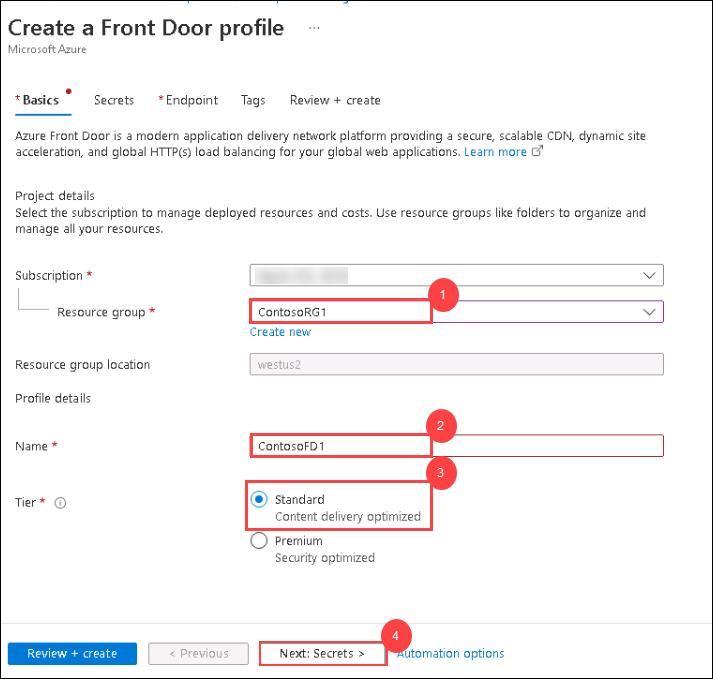 Create a Front Door profile ...
Microsoft Azure
* Basics Secrets * Endpoint Tags Review + create
Azure Front Door is a modern application delivery network platform providing a secure, scalable CDN, dynamic site
acceleration, and global HTTP(s) load balancing for your global web applications. Learn more
Project details
Select the subscription to manage deployed resources and costs. Use resource groups like folders to organize and
manage all your resources.
Subscription *
1
Resource group * ContosoRG1
Create new
Resource group location westus2
Profile details
2
Name * ContosoFD1
3
Tier * Standard
Content delivery optimized
Premium
Security optimized
4
Review + create < Previous Next: Secrets > Automation options